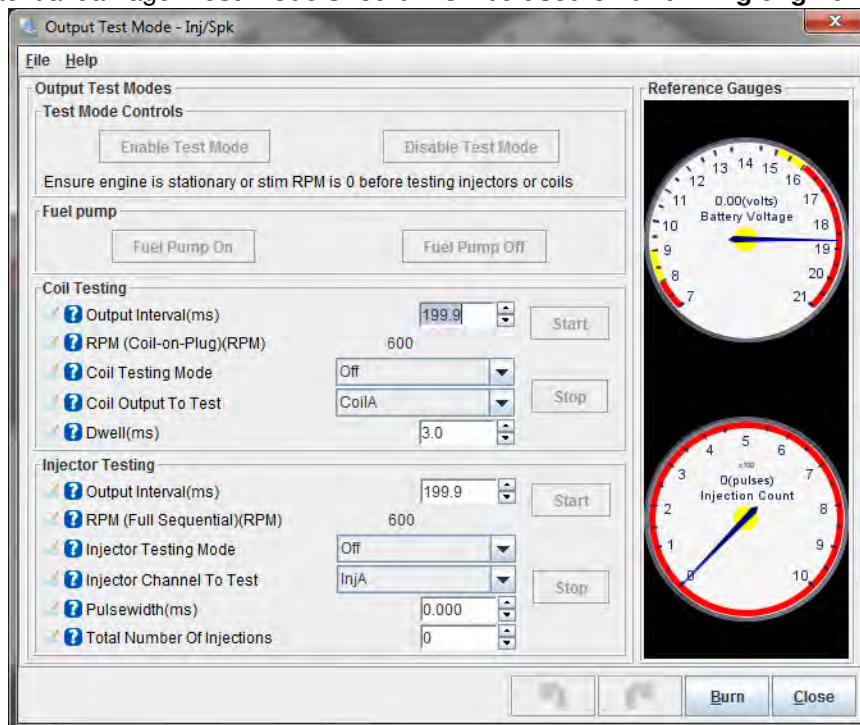 Output Test Mode - Inj/Spk
File Help
Output Test Modes
Test Mode Controls
Enable Test Mode Disable Test Mode
Ensure engine is stationary or stim RPM is 0 before testing injectors or coils
Fuel pump
Fuel Pump On Fuel Pump Off
Coil Testing
Output Interval(ms) 199.9 Start
RPM (Coil-on-Plug)(RPM) 600
Coil Testing Mode Off
Coil Output To Test CoilA Stop
Dwell(ms) 3.0
Injector Testing
Output Interval(ms) 199.9 Start
RPM (Full Sequential)(RPM) 600
Injector Testing Mode Off
Injector Channel To Test InjA Stop
Pulsewidth(ms) 0.000
Total Number Of Injections 0
Reference Gauges
7 8 9 10 11 12 13 14 15 16 17 18 19 20 21
0.00(volts)
Battery Voltage
0 1 2 3 4 5 6 7 8 9 10
x100
0(pulses)
Injection Count
Burn Close